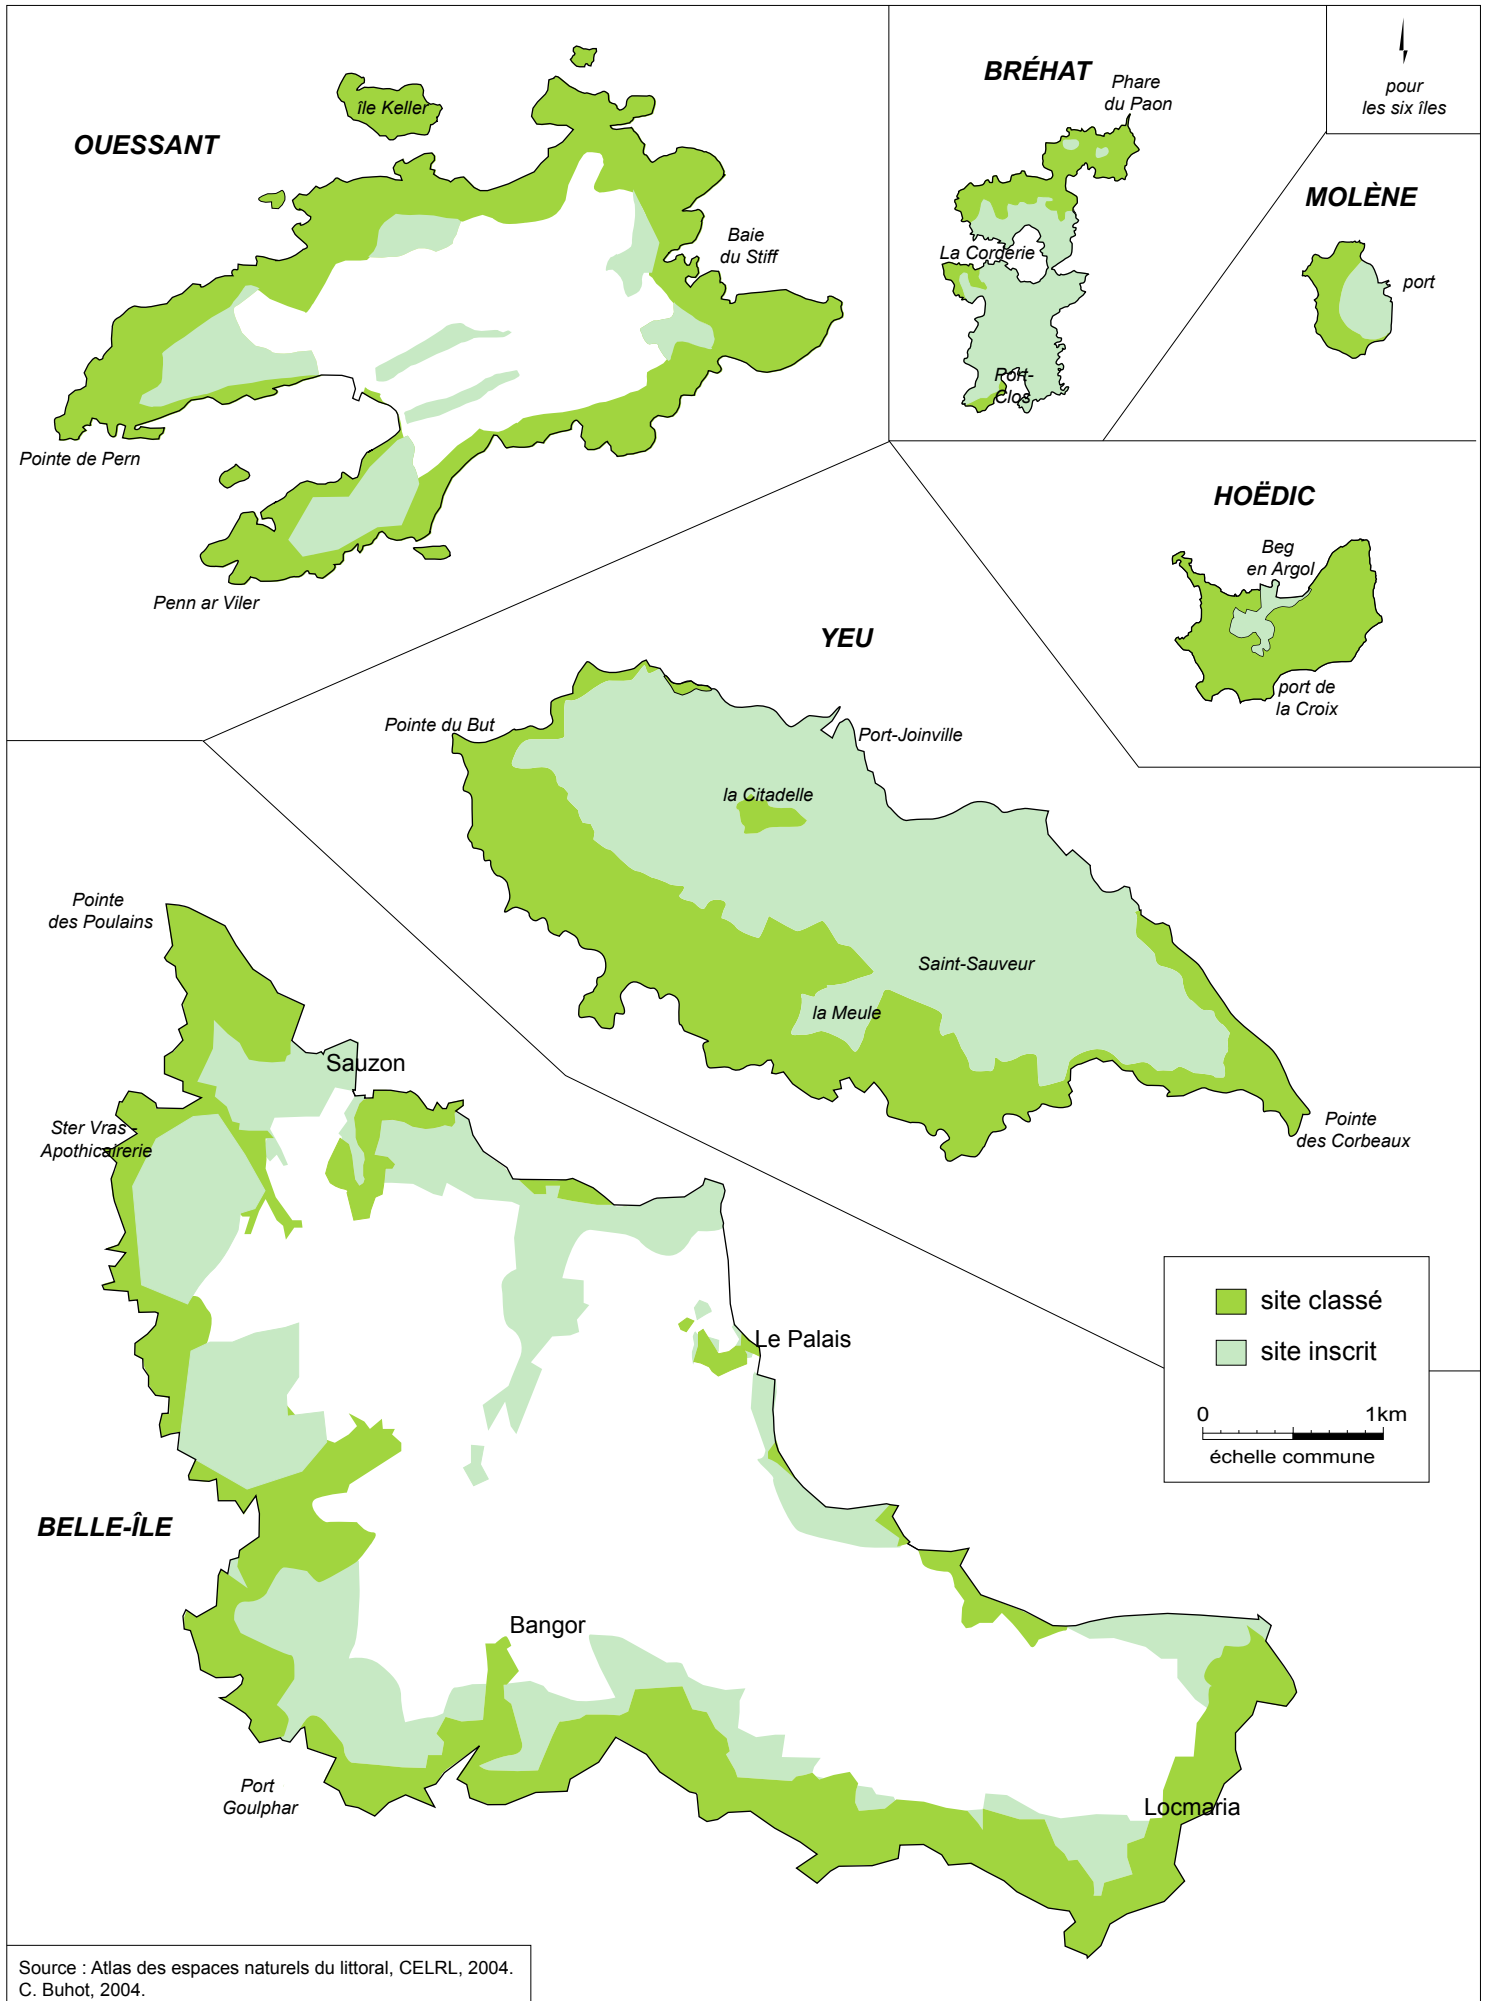 OUESSANT
île Keller
Baie
du Stiff
Pointe de Pern
Penn ar Viler
BRÉHAT
Phare
du Paon
La Corderie
Port-
Clos
pour
les six îles
MOLÈNE
port
HOËDIC
Beg
en Argol
port de
la Croix
YEU
Pointe du But
Port-Joinville
la Citadelle
Saint-Sauveur
la Meule
Pointe
des Corbeaux
Pointe
des Poulains
Sauzon
Ster Vras -
Apothicairerie
Le Palais
BELLE-ÎLE
Bangor
Port
Goulphar
Locmaria
site classé
site inscrit
0 1km
échelle commune
Source : Atlas des espaces naturels du littoral, CELRL, 2004.
C. Buhot, 2004.